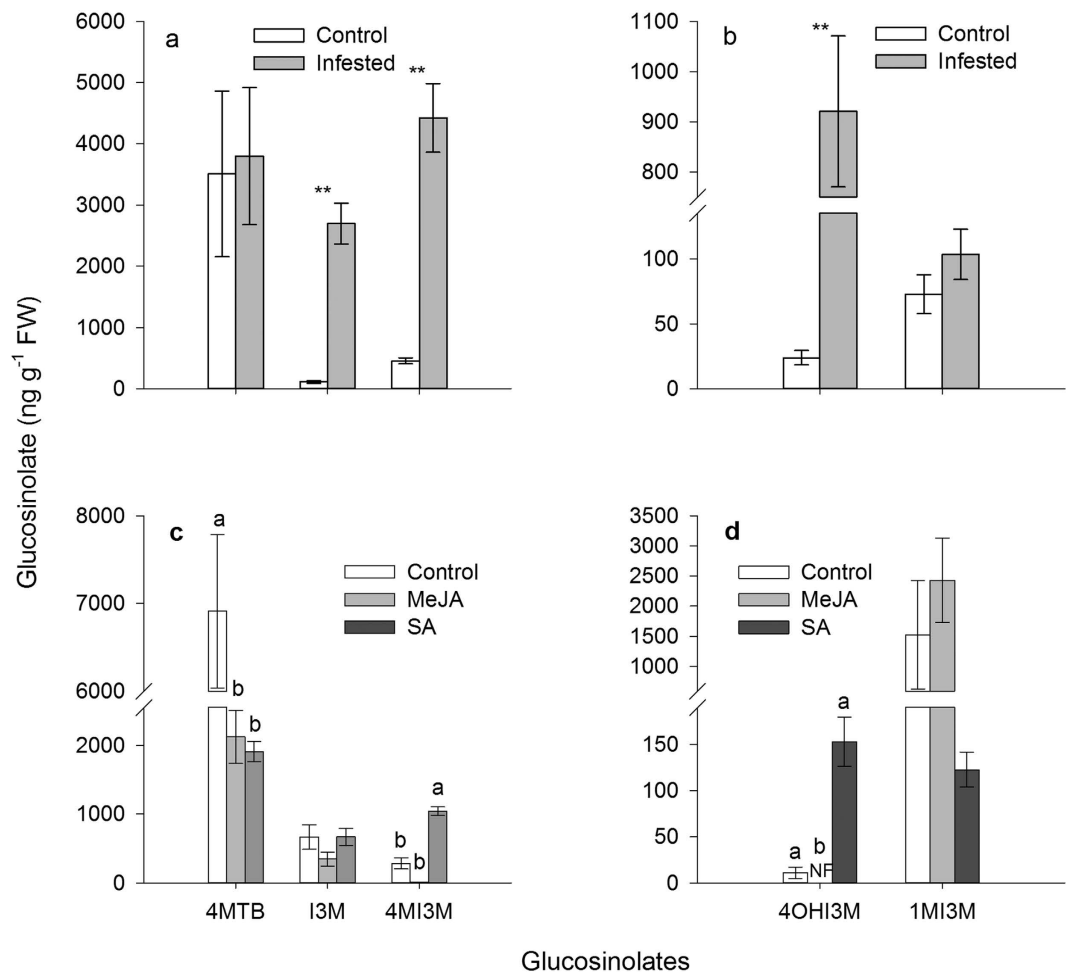 Glucosinolate (ng g⁻¹ FW)
a
Control
Infested
6000
5000
4000
3000
2000
1000
0
**
**
b
Control
Infested
1100
1000
900
800
100
50
0
**
c
Control
MeJA
SA
8000
7000
6000
2000
1000
0
a
b
b
b
b
a
4MTB
I3M
4MI3M
d
Control
MeJA
SA
3500
3000
2500
2000
1500
1000
150
100
50
0
a
b
NF
a
4OHI3M
1MI3M
Glucosinolates